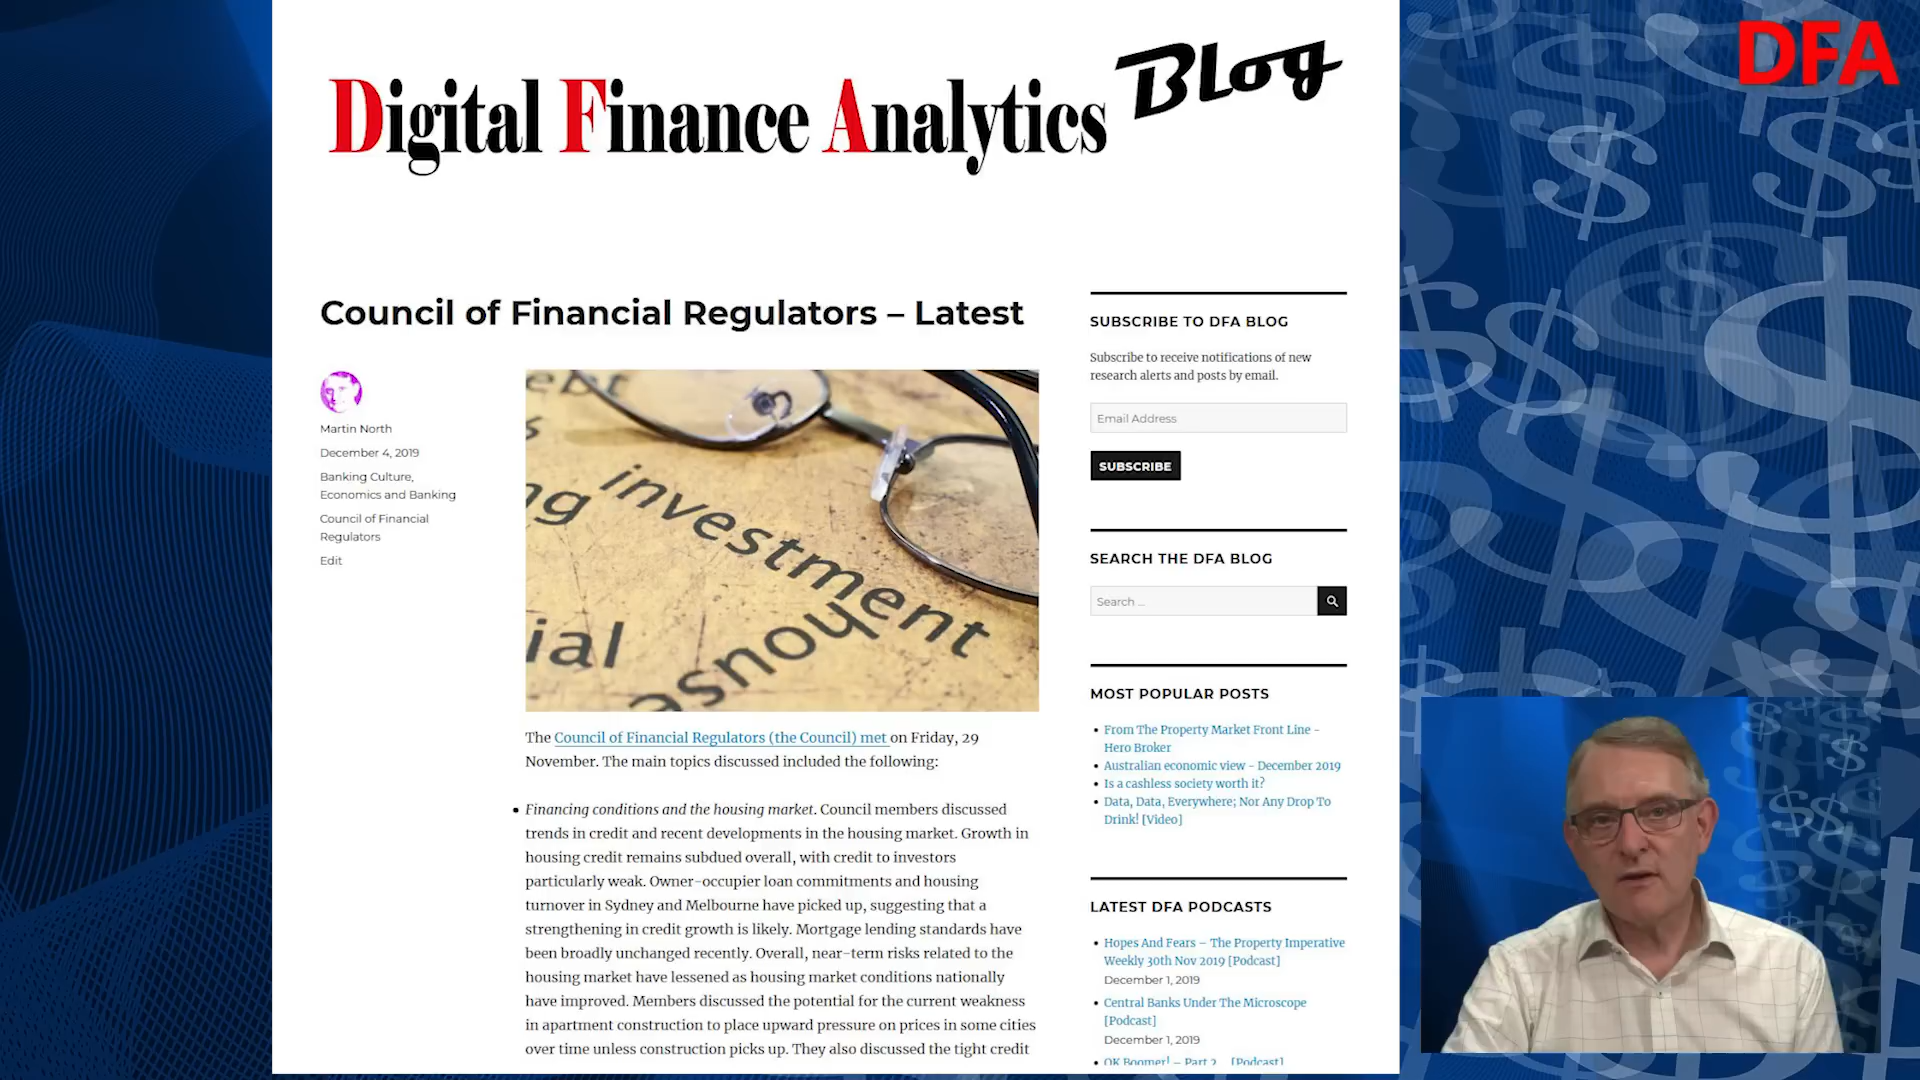 Digital Finance Analytics Blog
DFA
Council of Financial Regulators – Latest
Martin North
December 4, 2019
Banking Culture,
Economics and Banking
Council of Financial
Regulators
Edit
investment
ial
The Council of Financial Regulators (the Council) met on Friday, 29
November. The main topics discussed included the following:
• Financing conditions and the housing market. Council members discussed
trends in credit and recent developments in the housing market. Growth in
housing credit remains subdued overall, with credit to investors
particularly weak. Owner-occupier loan commitments and housing
turnover in Sydney and Melbourne have picked up, suggesting that a
strengthening in credit growth is likely. Mortgage lending standards have
been broadly unchanged recently. Overall, near-term risks related to the
housing market have lessened as housing market conditions nationally
have improved. Members discussed the potential for the current weakness
in apartment construction to place upward pressure on prices in some cities
over time unless construction picks up. They also discussed the tight credit
SUBSCRIBE TO DFA BLOG
Subscribe to receive notifications of new
research alerts and posts by email.
Email Address
SUBSCRIBE
SEARCH THE DFA BLOG
Search ...
MOST POPULAR POSTS
• From The Property Market Front Line -
Hero Broker
• Australian economic view - December 2019
• Is a cashless society worth it?
• Data, Data, Everywhere; Nor Any Drop To
Drink! [Video]
LATEST DFA PODCASTS
• Hopes And Fears – The Property Imperative
Weekly 30th Nov 2019 [Podcast]
December 1, 2019
• Central Banks Under The Microscope
[Podcast]
December 1, 2019
• OK Boomer! – Part 2 ... [Podcast]